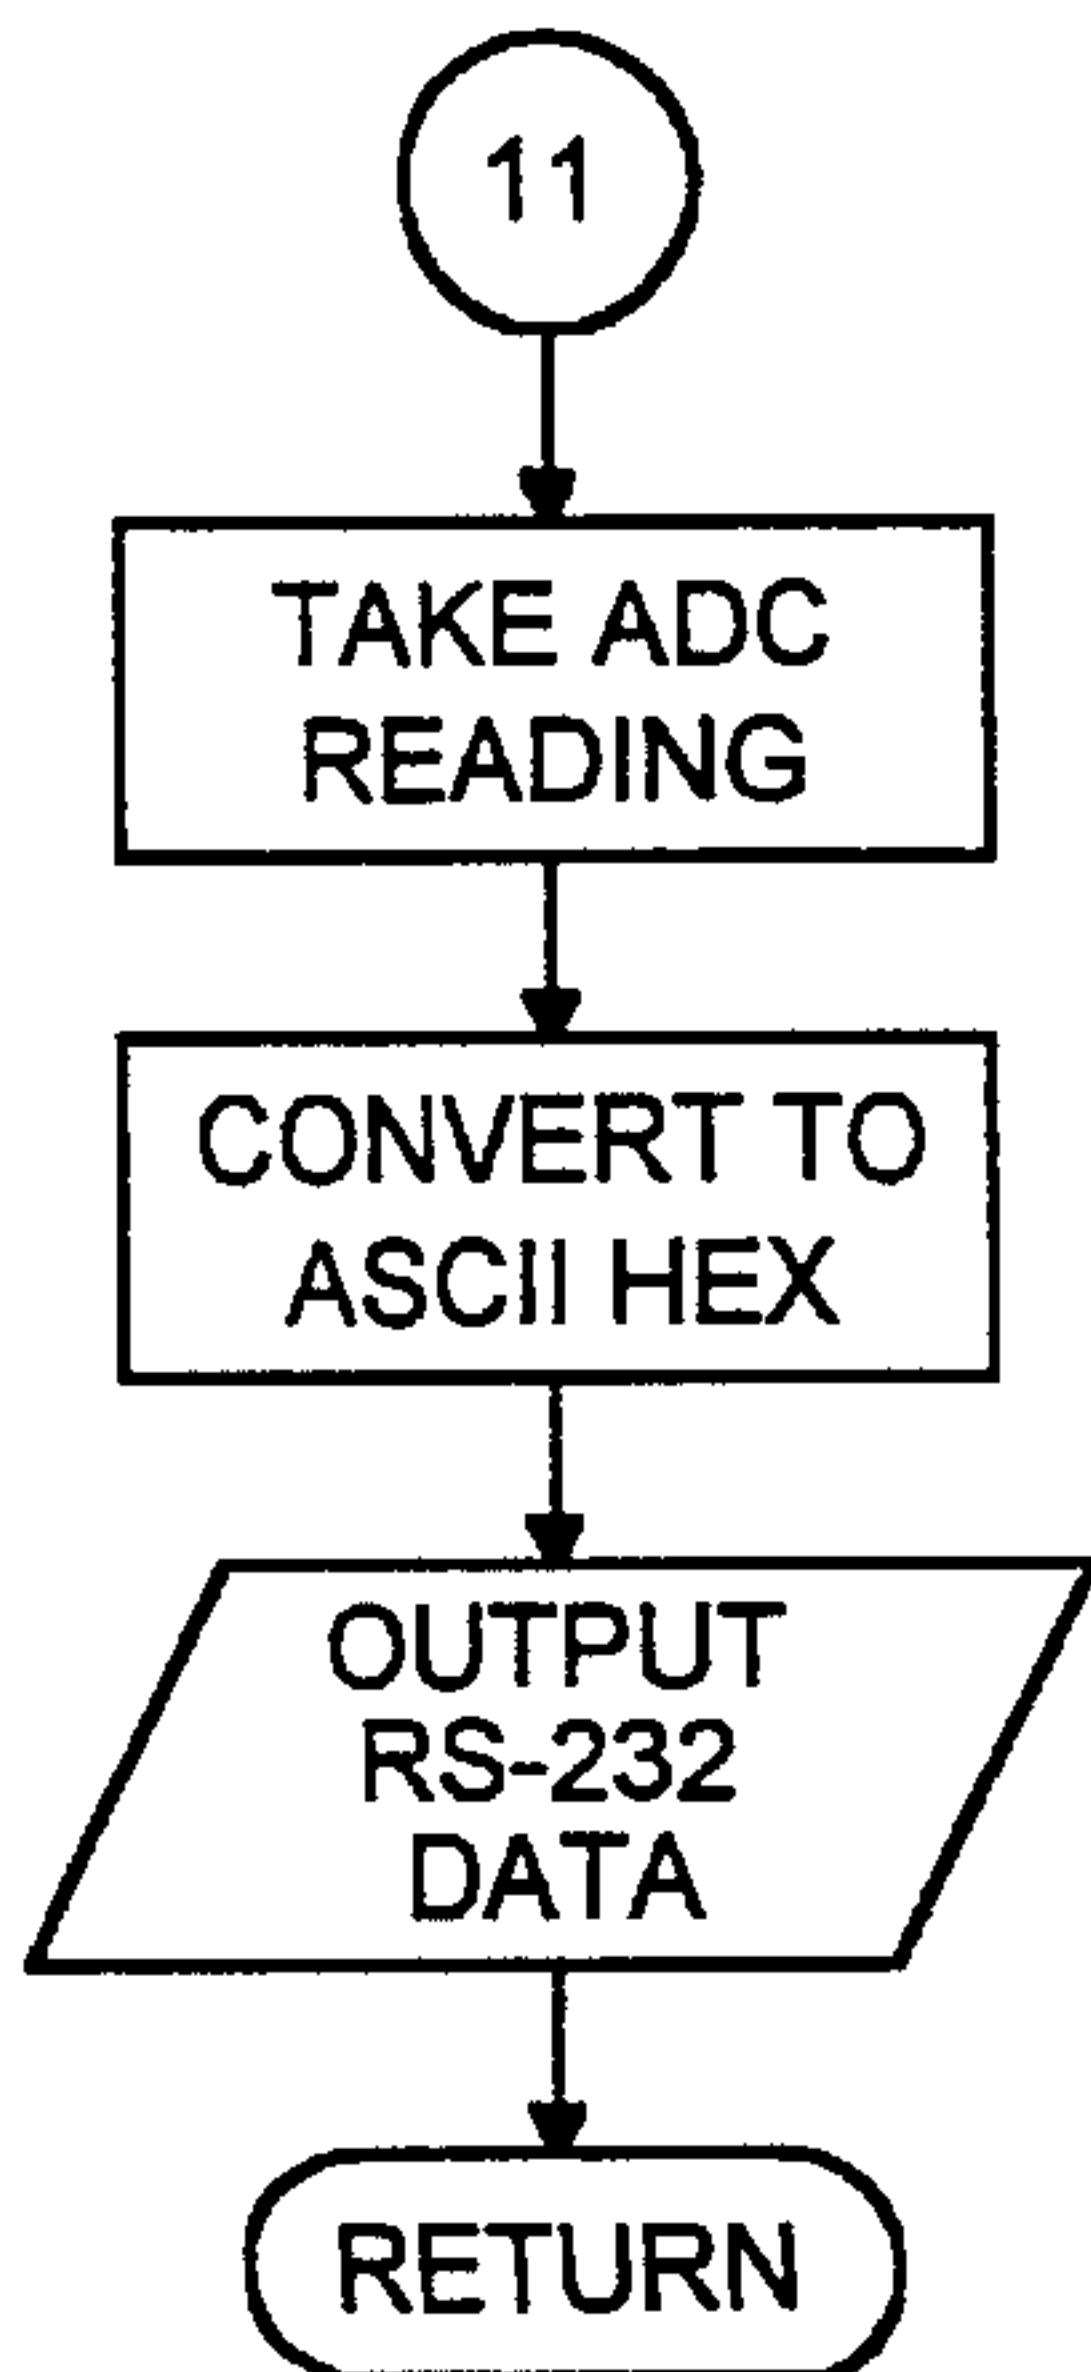 11
TAKE ADC
READING
CONVERT TO
ASCII HEX
OUTPUT
RS-232
DATA
RETURN